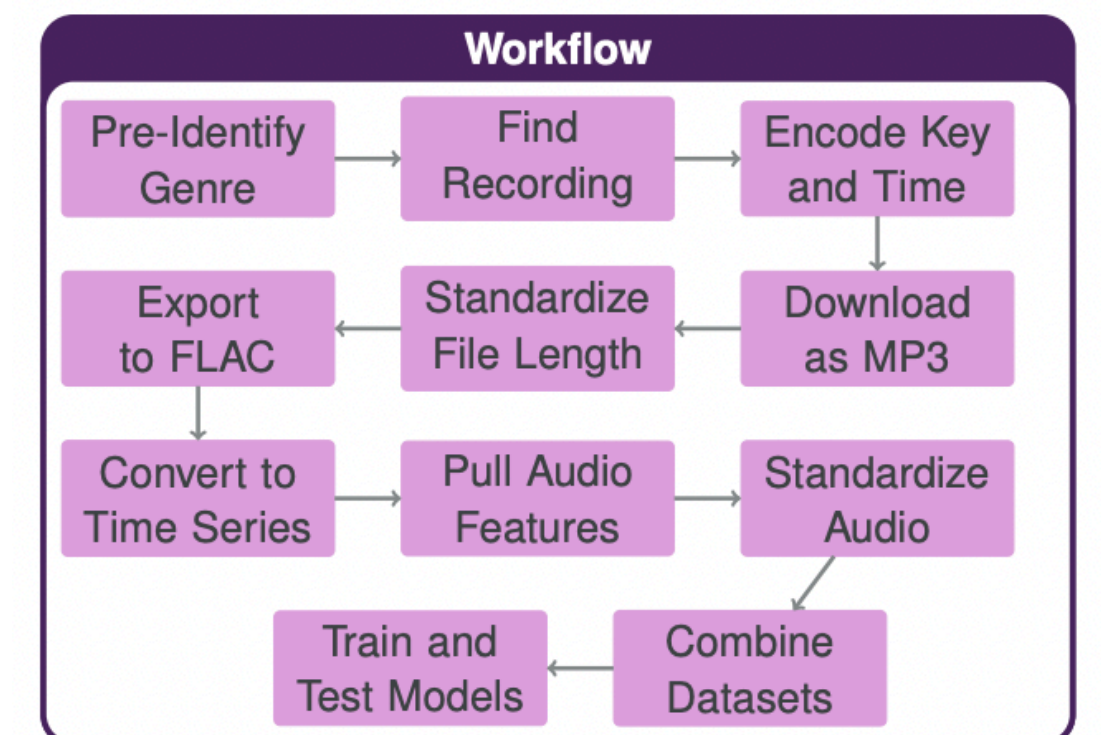 Workflow
Pre-Identify
Genre
Find
Recording
Encode Key
and Time
Download
as MP3
Standardize
File Length
Export
to FLAC
Convert to
Time Series
Pull Audio
Features
Standardize
Audio
Combine
Datasets
Train and
Test Models